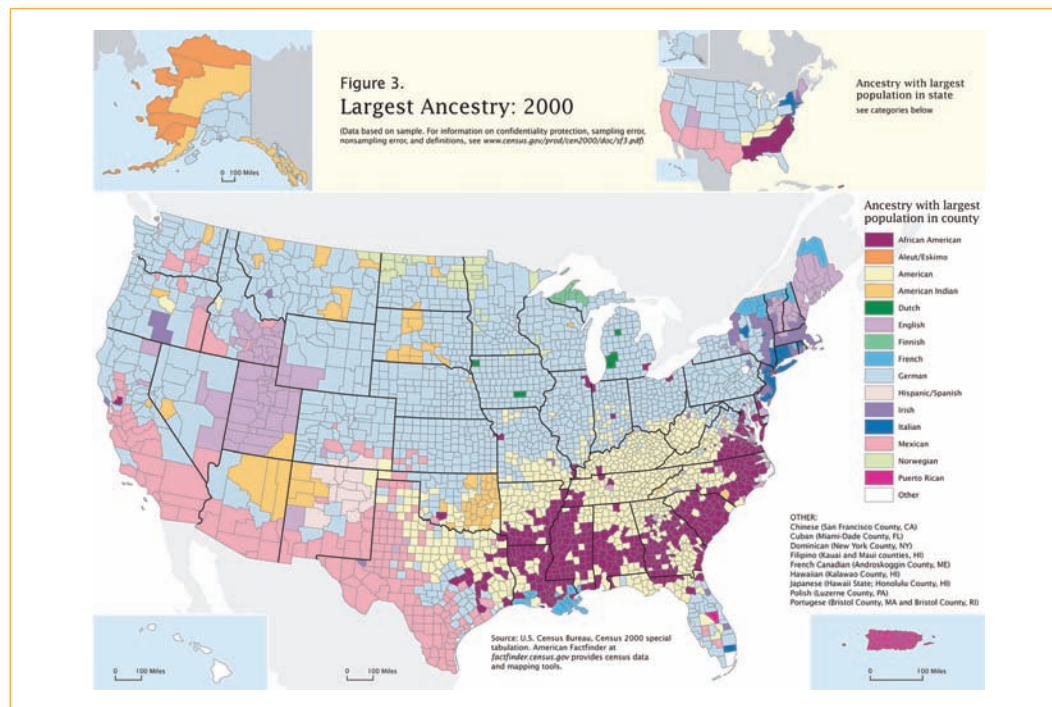 Figure 3.
Largest Ancestry: 2000
(Data based on sample. For information on confidentiality protection, sampling error,
nonsampling error, and definitions, see www.census.gov/prod/cen2000/doc/sf3.pdf)
Ancestry with largest
population in state
see categories below
0 100 Miles
Ancestry with largest
population in county
African American
Aleut/Eskimo
American
American Indian
Dutch
English
Finnish
French
German
Hispanic/Spanish
Irish
Italian
Mexican
Norwegian
Puerto Rican
Other
OTHER:
Chinese (San Francisco County, CA)
Cuban (Miami-Dade County, FL)
Dominican (New York County, NY)
Filipino (Kauai and Maui counties, HI)
French Canadian (Androskoggin County, ME)
Hawaiian (Kalawao County, HI)
Japanese (Hawaii State; Honolulu County, HI)
Polish (Luzerne County, PA)
Portugese (Bristol County, MA and Bristol County, RI)
Source: U.S. Census Bureau, Census 2000 special
tabulation. American Factfinder at
factfinder.census.gov provides census data
and mapping tools.
0 100 Miles
0 100 Miles
0 100 Miles
0 100 Miles